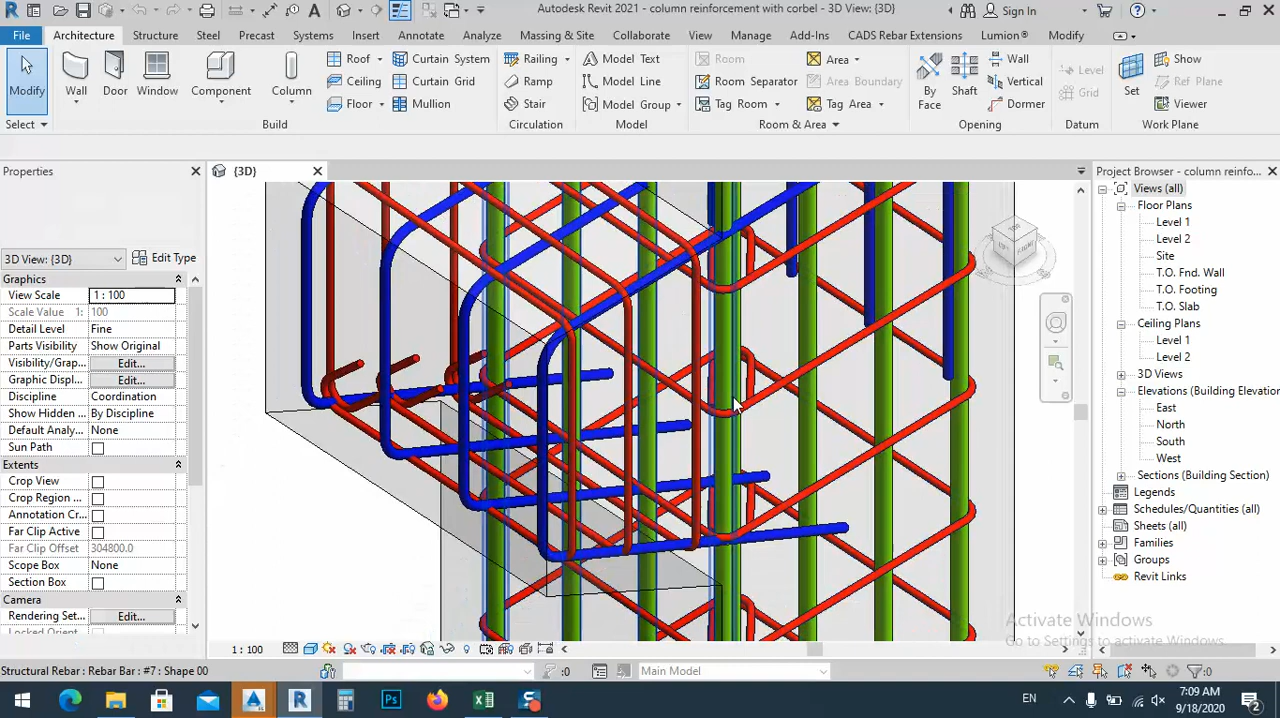 Autodesk Revit 2021 - column reinforcement with corbel - 3D View: {3D}
Sign In
File Architecture Structure Steel Precast Systems Insert Annotate Analyze Massing & Site Collaborate View Manage Add-Ins CADS Rebar Extensions Lumion® Modify
Modify
Wall
Door
Window
Component
Column
Roof
Ceiling
Floor
Curtain System
Curtain Grid
Mullion
Railing
Ramp
Stair
Model Text
Model Line
Model Group
Room
Room Separator
Tag Room
Area
Area Boundary
Tag Area
By Face
Shaft
Wall
Vertical
Dormer
Level
Grid
Set
Show
Ref Plane
Viewer
Select Build Circulation Model Room & Area Opening Datum Work Plane
Properties
{3D}
Project Browser - column reinfo...
3D View: {3D} Edit Type
Graphics
View Scale 1 : 100
Scale Value 1: 100
Detail Level Fine
Parts Visibility Show Original
Visibility/Grap... Edit...
Graphic Displ... Edit...
Discipline Coordination
Show Hidden ... By Discipline
Default Analy... None
Sun Path
Extents
Crop View
Crop Region ...
Annotation Cr...
Far Clip Active
Far Clip Offset 304800.0
Scope Box None
Section Box
Camera
Rendering Set... Edit...
Locked Orient...
TOP
RIGHT
Views (all)
Floor Plans
Level 1
Level 2
Site
T.O. Fnd. Wall
T.O. Footing
T.O. Slab
Ceiling Plans
Level 1
Level 2
3D Views
Elevations (Building Elevation
East
North
South
West
Sections (Building Section)
Legends
Schedules/Quantities (all)
Sheets (all)
Families
Groups
Revit Links
Activate Windows
Go to Settings to activate Windows.
1 : 100
Structural Rebar : Rebar Bar : #7 : Shape 00
:0
Main Model
:0
EN
7:09 AM
9/18/2020
2